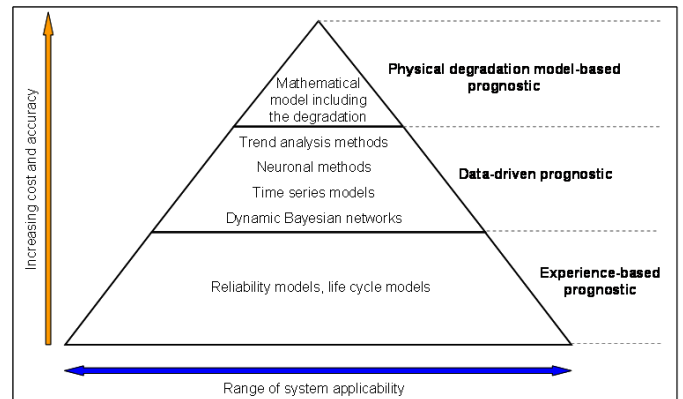 Increasing cost and accuracy
Mathematical
model including
the degradation
Physical degradation model-based
prognostic
Trend analysis methods
Neuronal methods
Time series models
Dynamic Bayesian networks
Data-driven prognostic
Reliability models, life cycle models
Experience-based
prognostic
Range of system applicability